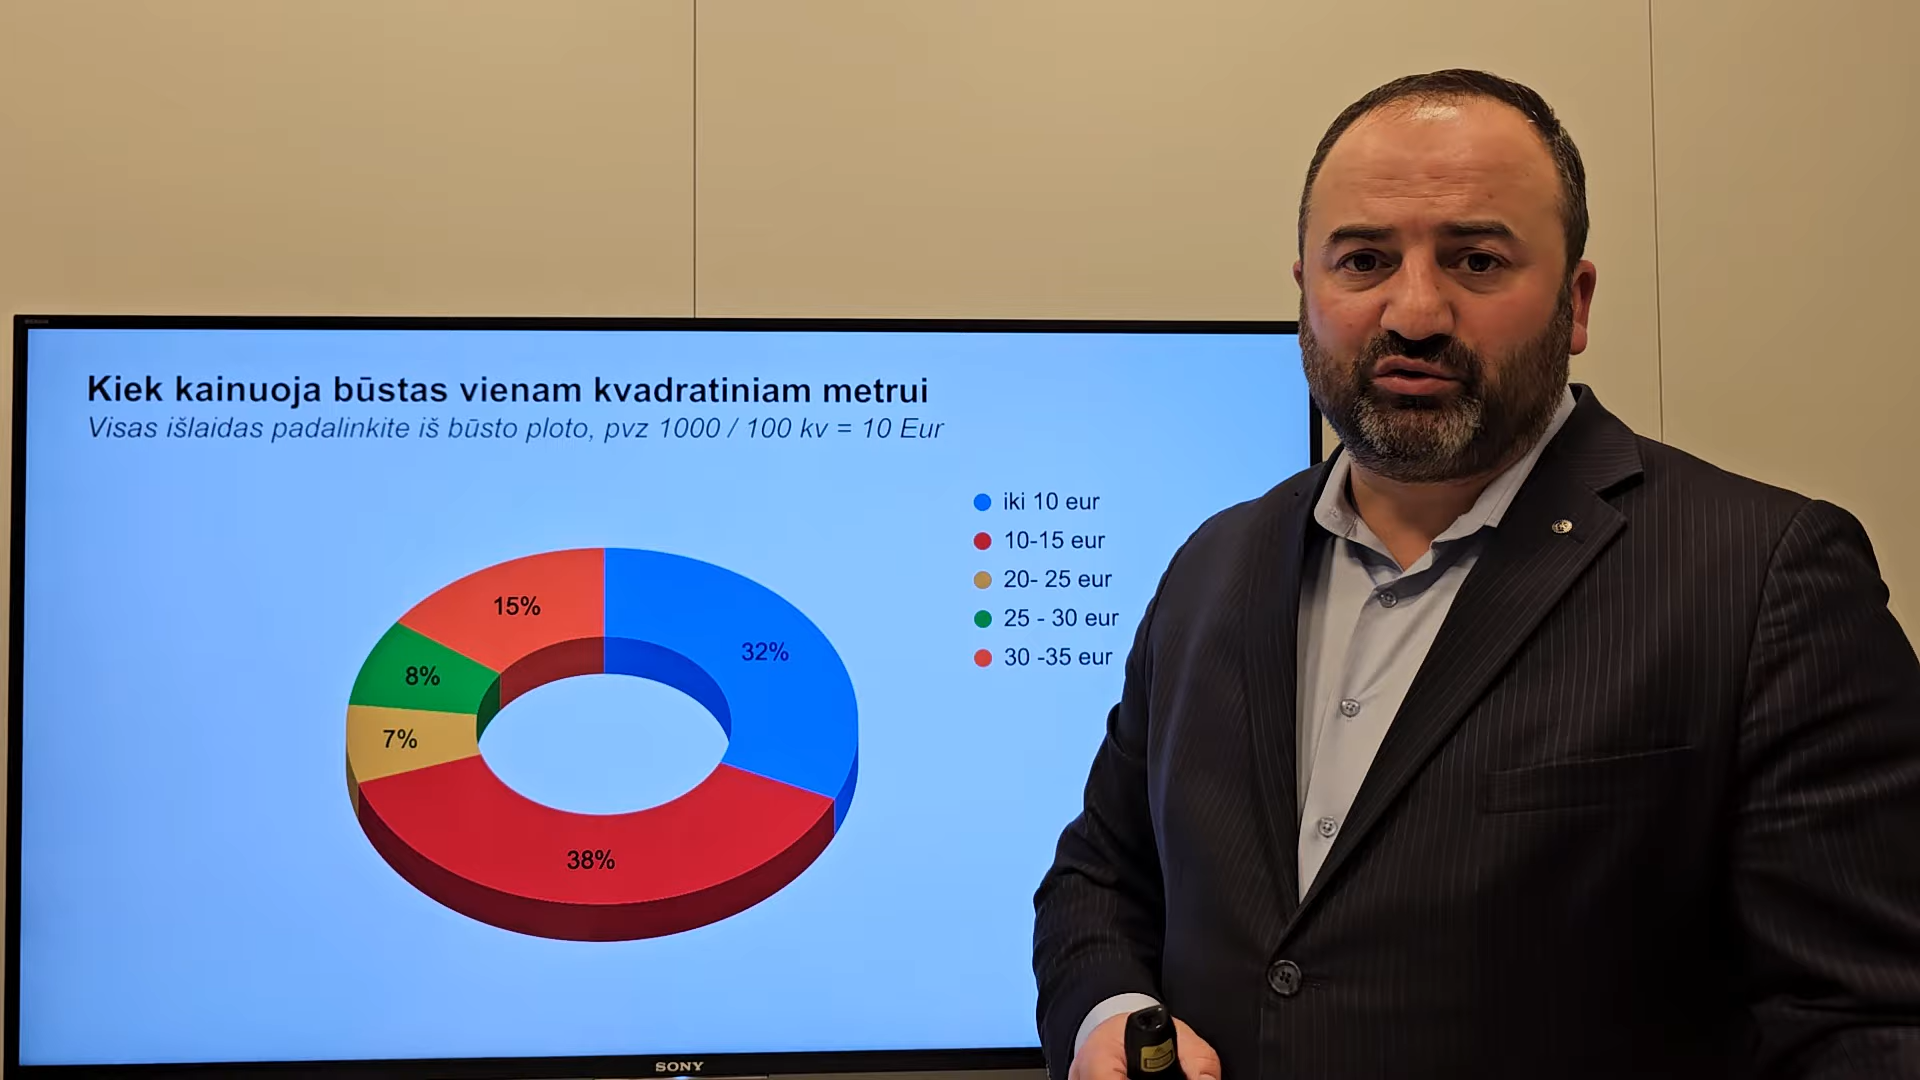 Kiek kainuoja būstas vienam kvadratiniam metrui
Visas išlaidas padalinkite iš būsto ploto, pvz 1000 / 100 kv = 10 Eur
iki 10 eur
10-15 eur
20- 25 eur
25 - 30 eur
30 -35 eur
15%
32%
8%
7%
38%
SONY